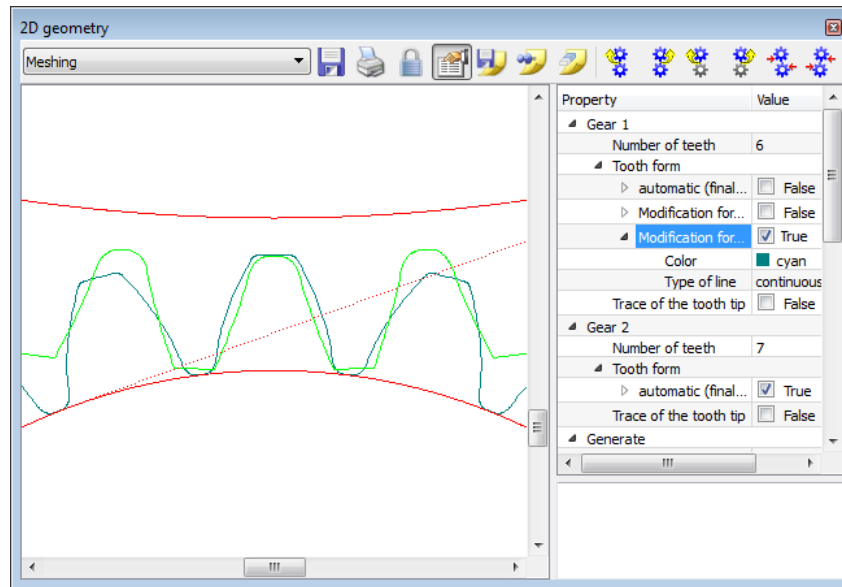 2D geometry
Meshing
Property Value
Gear 1
Number of teeth 6
Tooth form
automatic (final... False
Modification for... False
Modification for... True
Color cyan
Type of line continuous
Trace of the tooth tip False
Gear 2
Number of teeth 7
Tooth form
automatic (final... True
Trace of the tooth tip False
Generate